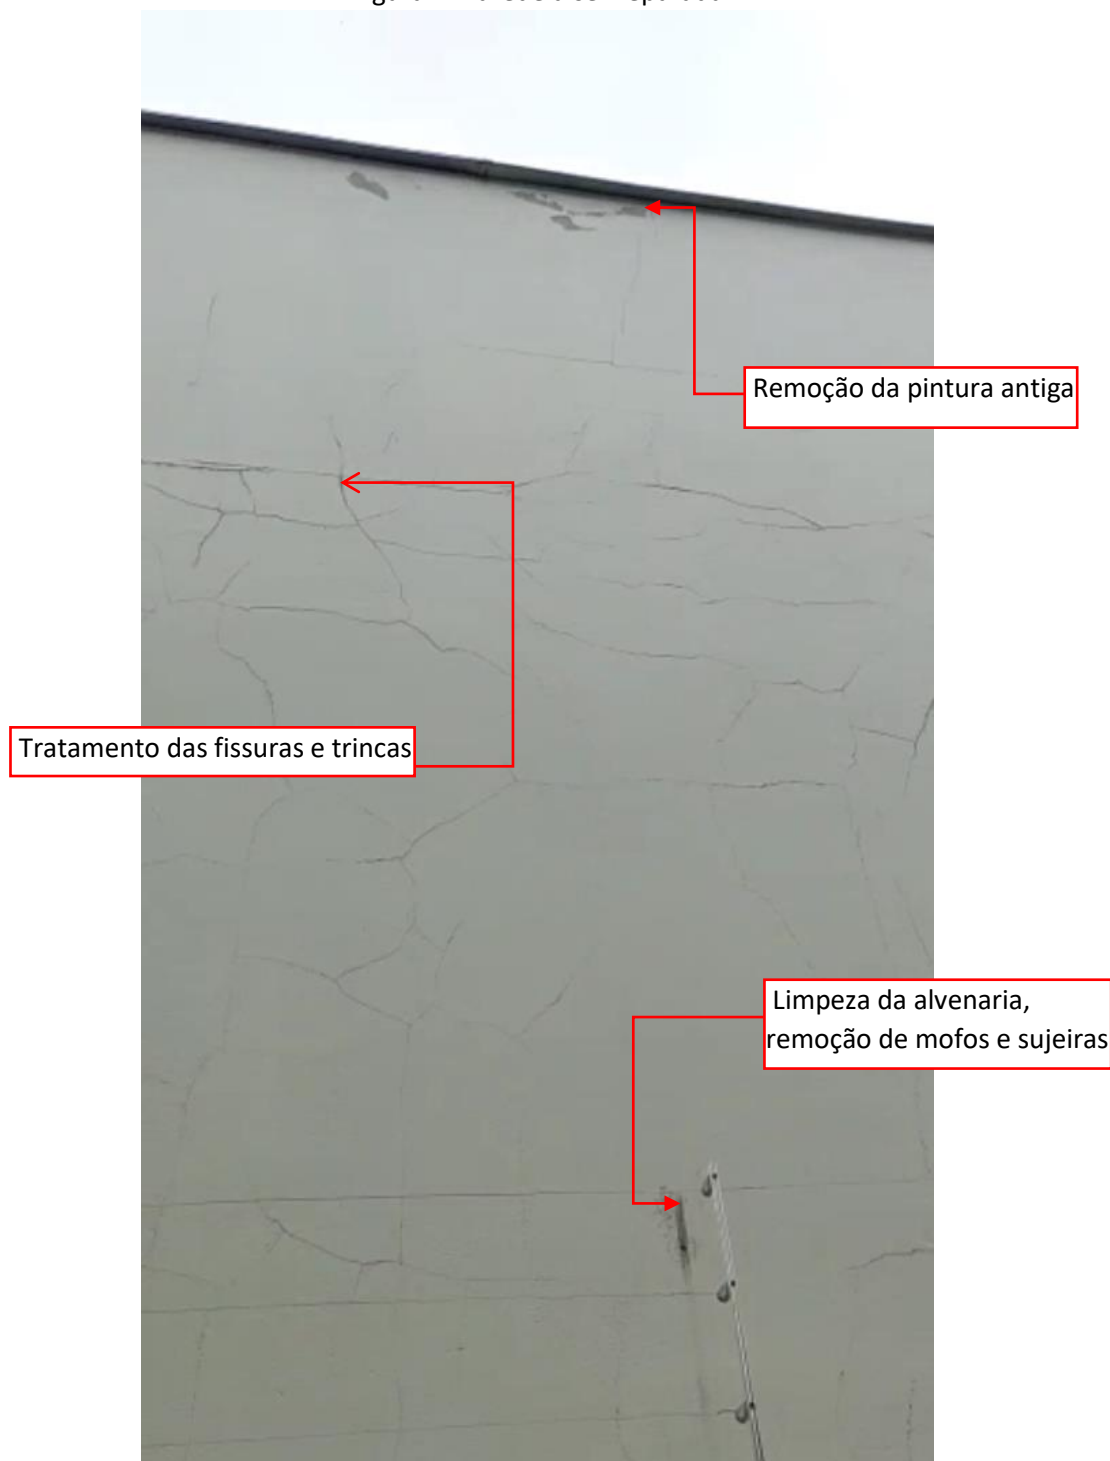 Remoção da pintura antiga
Tratamento das fissuras e trincas
Limpeza da alvenaria,
remoção de mofos e sujeiras